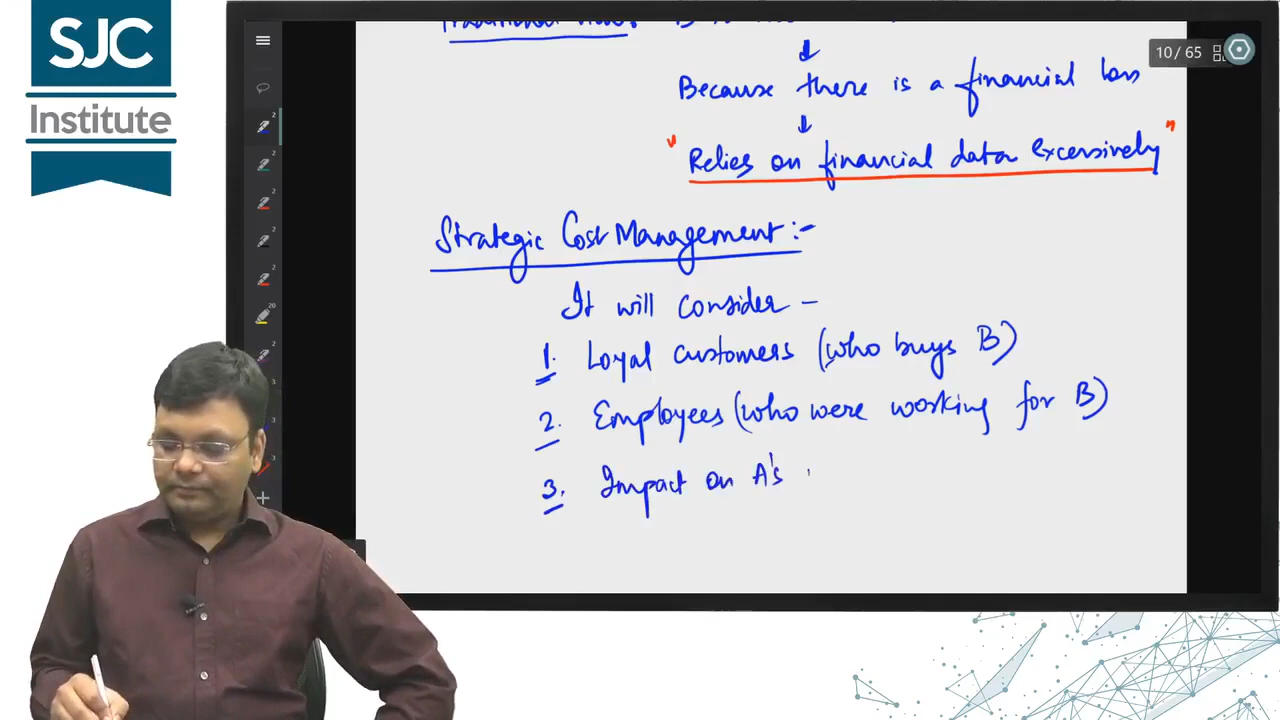 SJC
Institute
10 / 65
Because there is a financial loss
"Relies on financial data excessively"
Strategic Cost Management :-
It will consider -
1. Loyal customers (who buys B)
2. Employees (who were working for B)
3. Impact on A's